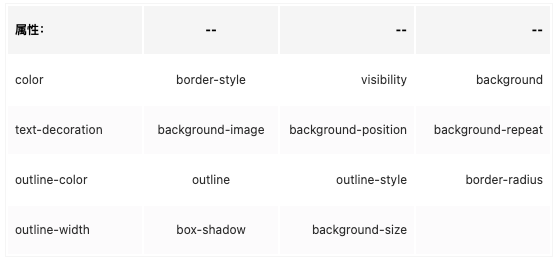 属性： -- -- --
color border-style visibility background
text-decoration background-image background-position background-repeat
outline-color outline outline-style border-radius
outline-width box-shadow background-size